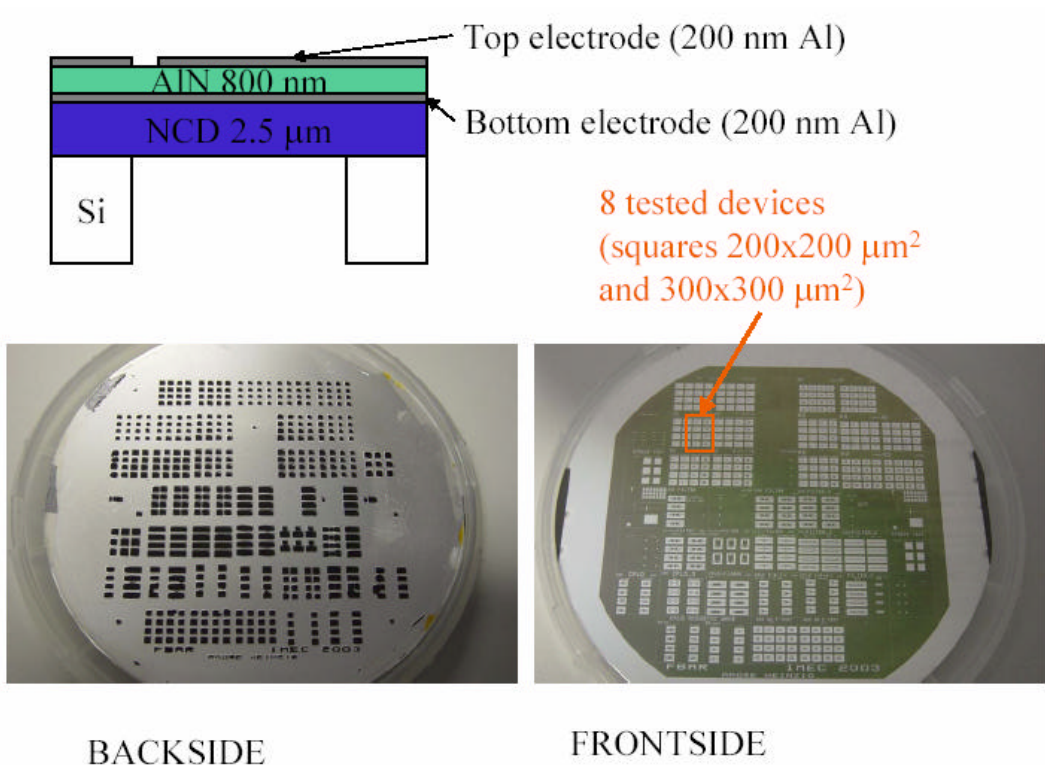 Top electrode (200 nm Al)
AlN 800 nm
Bottom electrode (200 nm Al)
NCD 2.5 μm
Si
8 tested devices
(squares 200x200 μm²
and 300x300 μm²)
FBAR IMEC 2003
FBAR IMEC 2003
BACKSIDE
FRONTSIDE